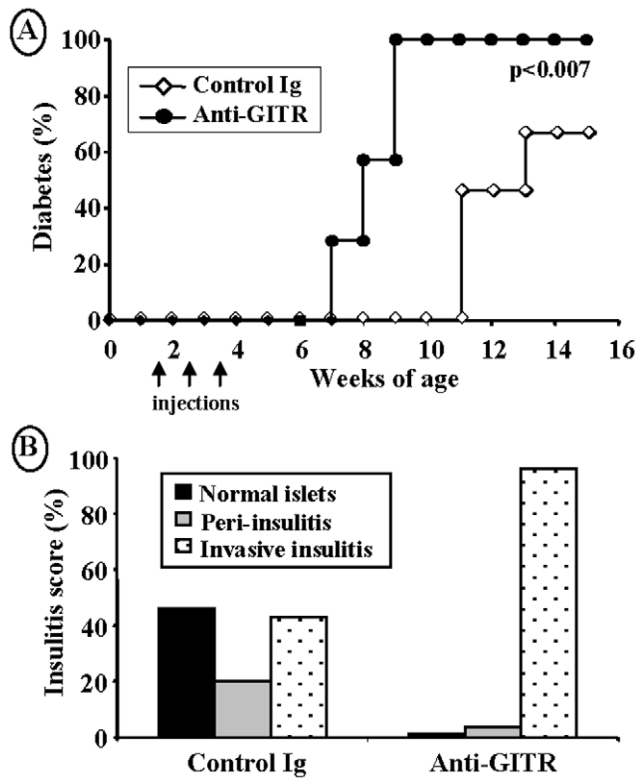 A
100
80
60
40
20
0
Diabetes (%)
Control Ig
Anti-GITR
p<0.007
0 2 4 6 8 10 12 14 16
Weeks of age
injections
B
100
80
60
40
20
0
Insulitis score (%)
Normal islets
Peri-insulitis
Invasive insulitis
Control Ig Anti-GITR